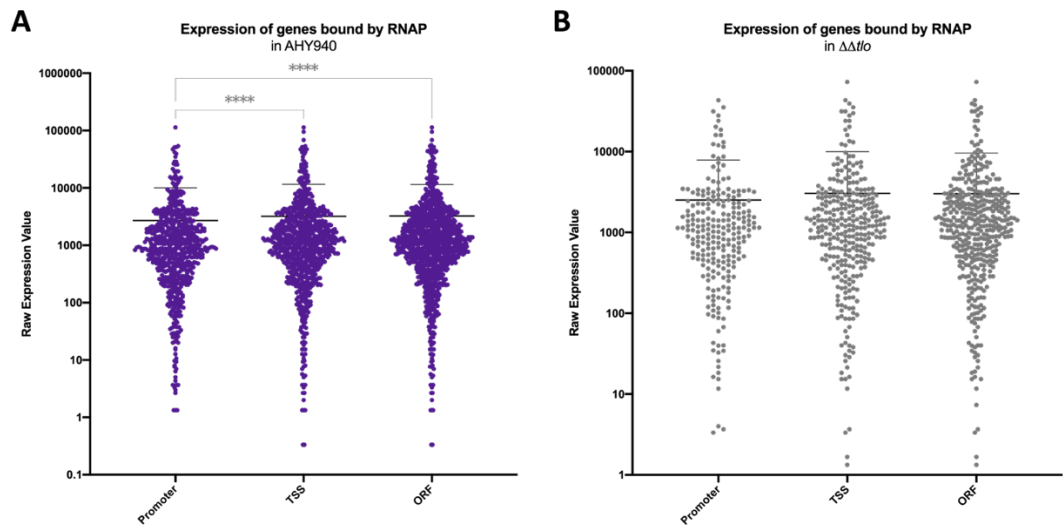 A
Expression of genes bound by RNAP
in AHY940
****
****
Raw Expression Value
1000000
100000
10000
1000
100
10
1
0.1
Promoter
TSS
ORF
B
Expression of genes bound by RNAP
in ΔΔtlo
Raw Expression Value
100000
10000
1000
100
10
1
Promoter
TSS
ORF